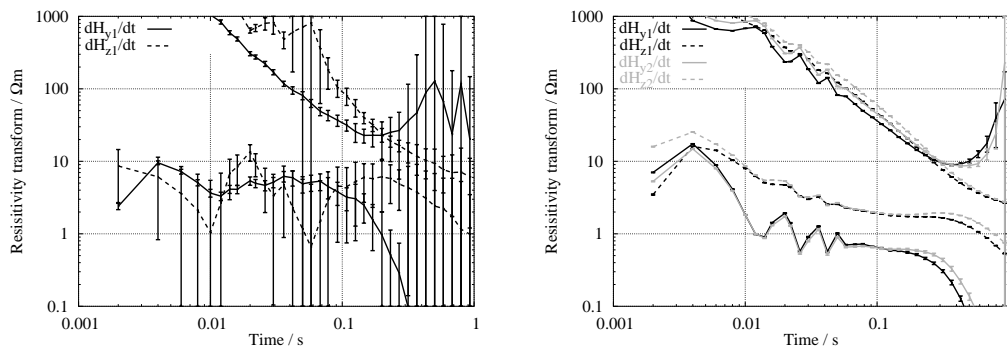 1000
100
10
1
0.1
0.001
0.01
0.1
1
Resisitivity transform / Ωm
Time / s
dHy1/dt
dHz1/dt
1000
100
10
1
0.1
0.001
0.01
0.1
Resisitivity transform / Ωm
Time / s
dHy1/dt
dHz1/dt
dHy2/dt
dHz2/dt